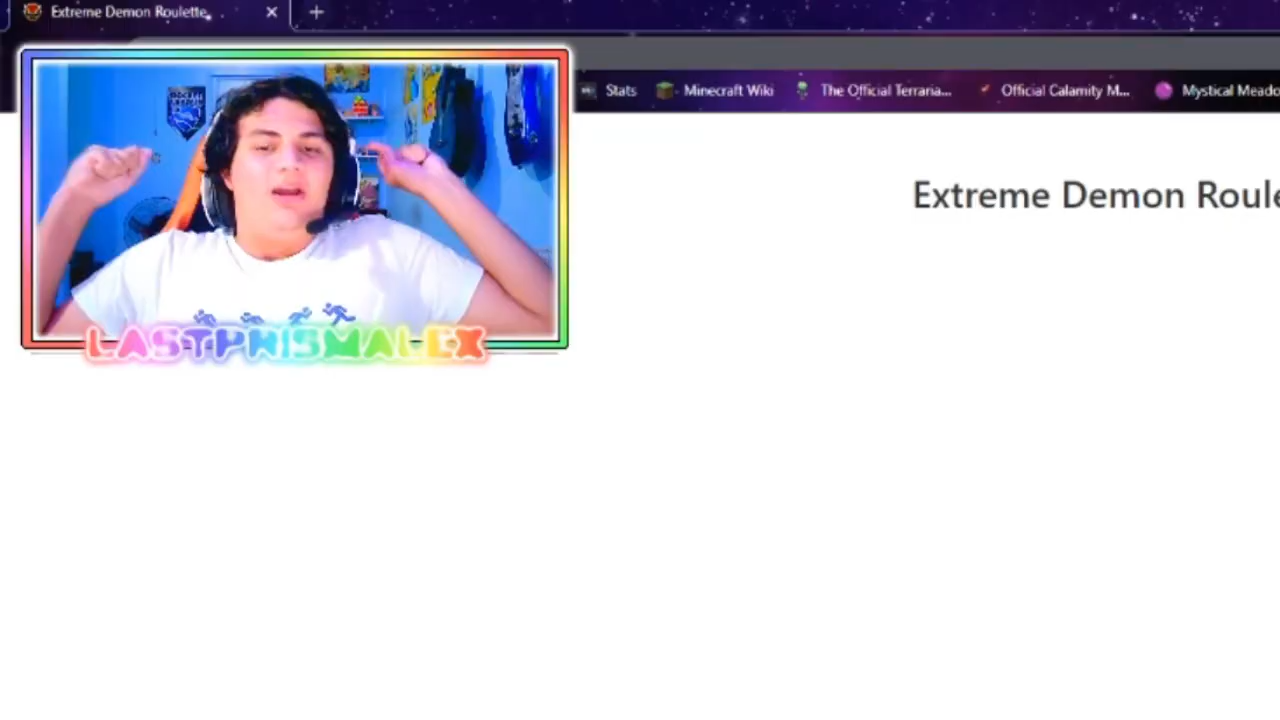 Extreme Demon Roulette
Stats
Minecraft Wiki
The Official Terraria...
Official Calamity M...
Mystical Meado
Extreme Demon Roule
LASTPRISMALEX